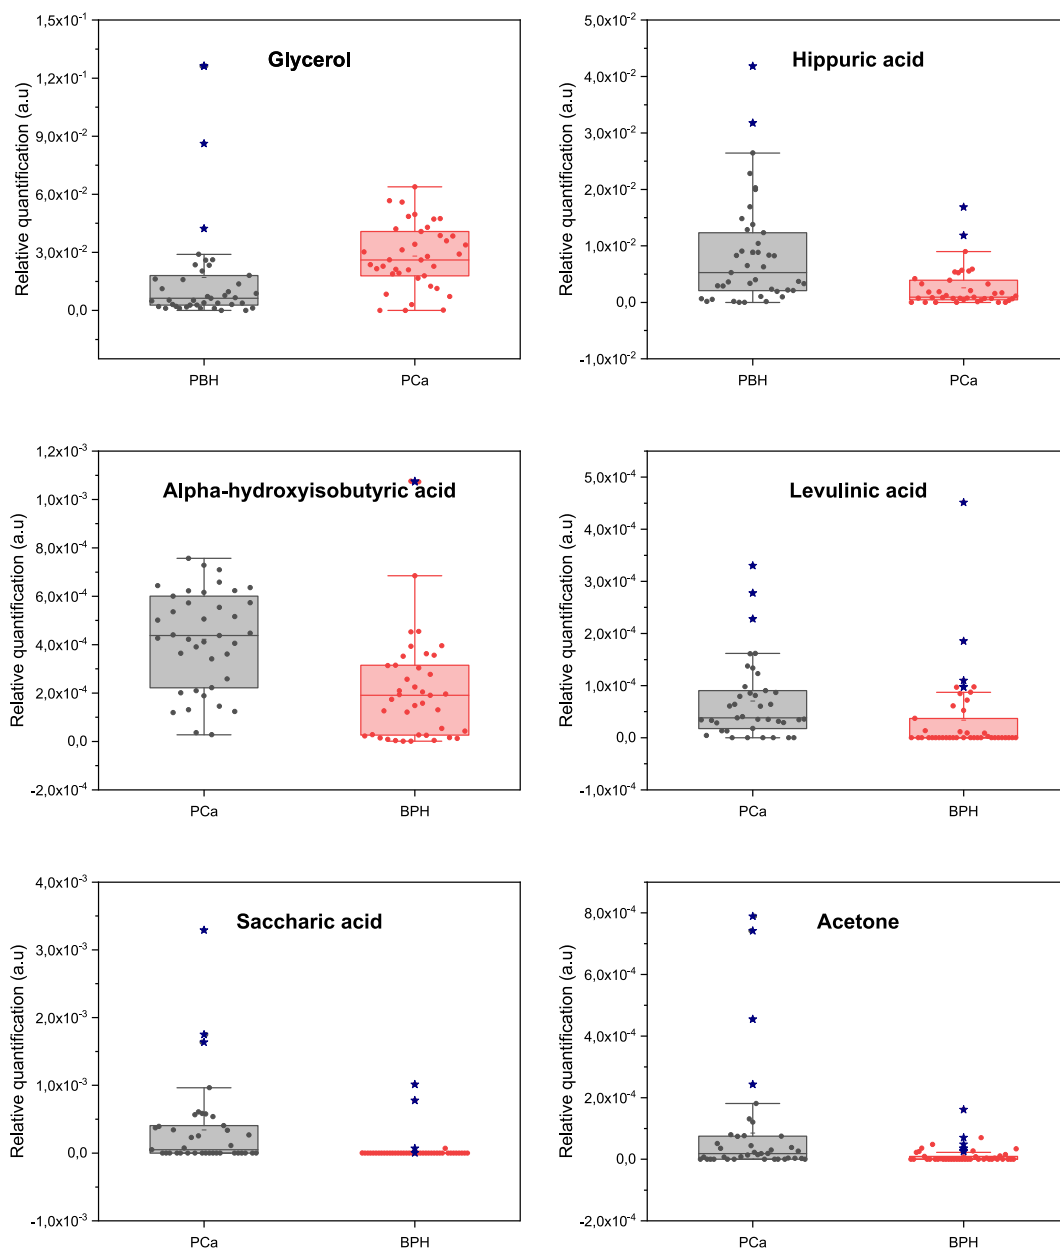 Glycerol
Relative quantification (a.u)
1,5x10⁻¹
1,2x10⁻¹
9,0x10⁻²
6,0x10⁻²
3,0x10⁻²
0,0
PBH PCa
Hippuric acid
Relative quantification (a.u)
5,0x10⁻²
4,0x10⁻²
3,0x10⁻²
2,0x10⁻²
1,0x10⁻²
0,0
-1,0x10⁻²
PBH PCa
Alpha-hydroxyisobutyric acid
Relative quantification (a.u)
1,2x10⁻³
1,0x10⁻³
8,0x10⁻⁴
6,0x10⁻⁴
4,0x10⁻⁴
2,0x10⁻⁴
0,0
-2,0x10⁻⁴
PCa BPH
Levulinic acid
Relative quantification (a.u)
5,0x10⁻⁴
4,0x10⁻⁴
3,0x10⁻⁴
2,0x10⁻⁴
1,0x10⁻⁴
0,0
-1,0x10⁻⁴
PCa BPH
Saccharic acid
Relative quantification (a.u)
4,0x10⁻³
3,0x10⁻³
2,0x10⁻³
1,0x10⁻³
0,0
-1,0x10⁻³
PCa BPH
Acetone
Relative quantification (a.u)
8,0x10⁻⁴
6,0x10⁻⁴
4,0x10⁻⁴
2,0x10⁻⁴
0,0
-2,0x10⁻⁴
PCa BPH